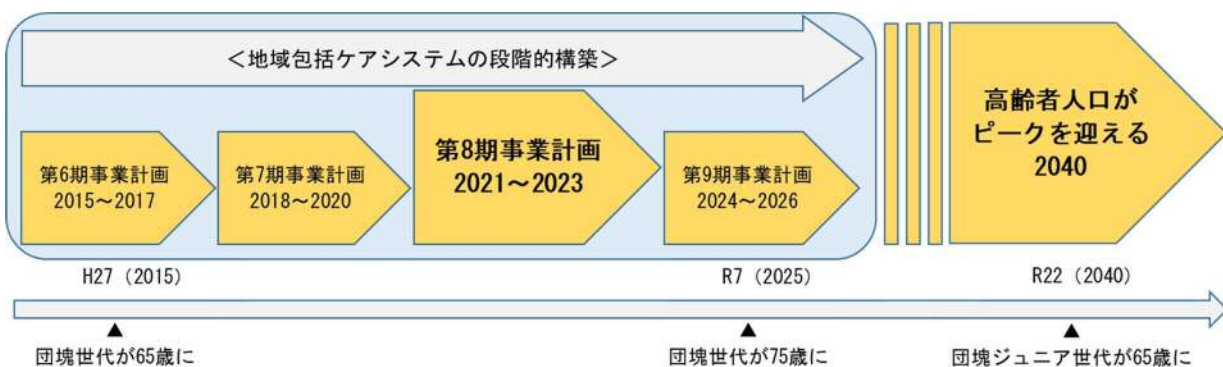 ＜地域包括ケアシステムの段階的構築＞
第6期事業計画
2015～2017
第7期事業計画
2018～2020
第8期事業計画
2021～2023
第9期事業計画
2024～2026
高齢者人口が
ピークを迎える
2040
H27（2015）
R7（2025）
R22（2040）
▲
▲
▲
団塊世代が65歳に
団塊世代が75歳に
団塊ジュニア世代が65歳に